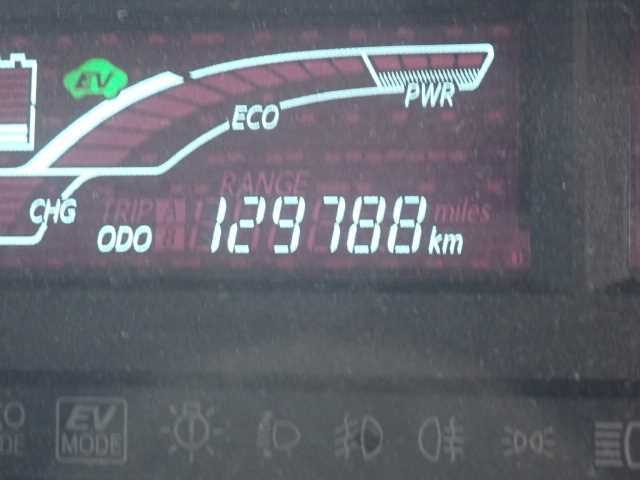 EV
PWR
ECO
RANGE
CHG TRIP A miles
ODO 129788 km
EV
MODE